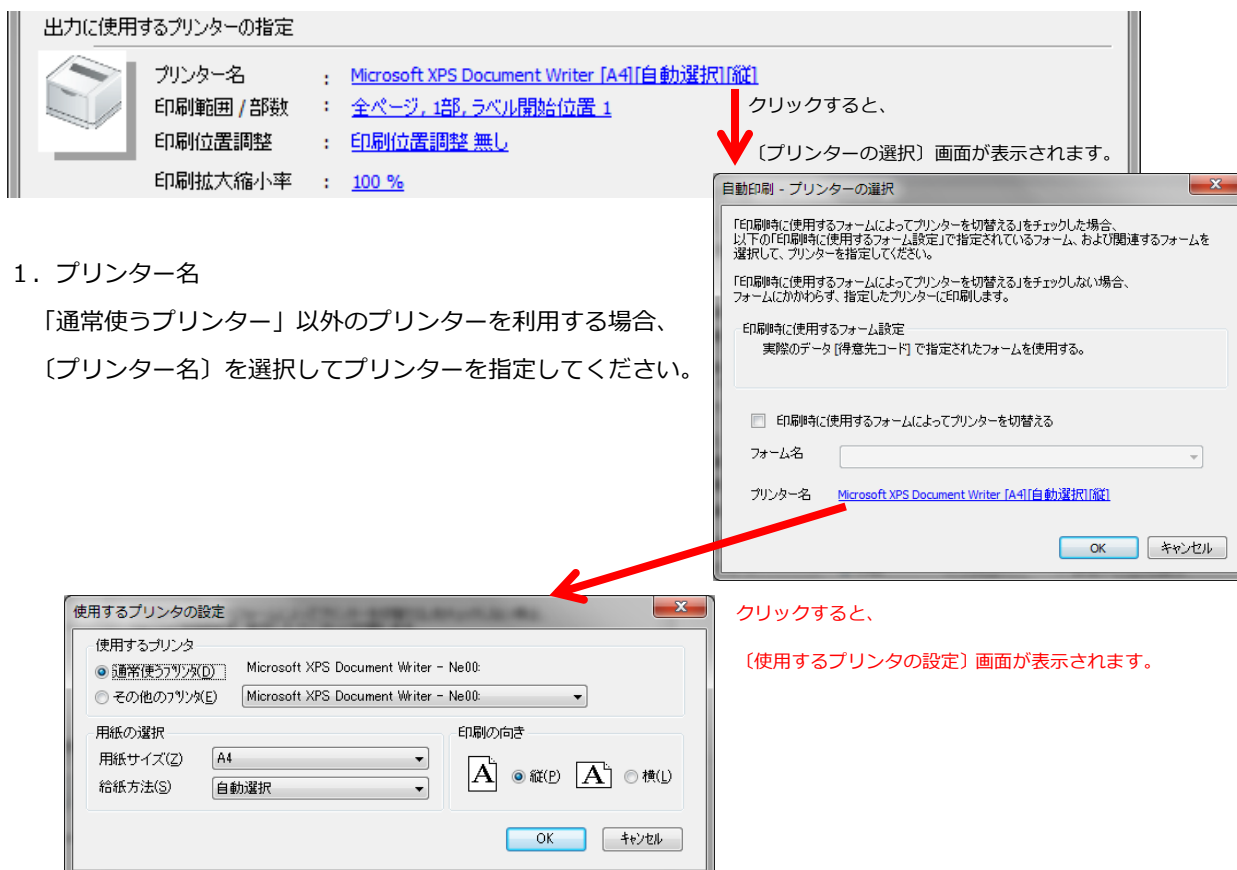 出力に使用するプリンターの指定
プリンター名 : Microsoft XPS Document Writer [A4][自動選択][縦]
印刷範囲 / 部数 : 全ページ, 1部, ラベル開始位置 1
印刷位置調整 : 印刷位置調整 無し
印刷拡大縮小率 : 100 %
クリックすると、
〔プリンターの選択〕画面が表示されます。
1．プリンター名
「通常使うプリンター」以外のプリンターを利用する場合、
〔プリンター名〕を選択してプリンターを指定してください。
自動印刷 - プリンターの選択
「印刷時に使用するフォームによってプリンターを切替える」をチェックした場合、
以下の「印刷時に使用するフォーム設定」で指定されているフォーム、および関連するフォームを
選択して、プリンターを指定してください。
「印刷時に使用するフォームによってプリンターを切替える」をチェックしない場合、
フォームにかかわらず、指定したプリンターに印刷します。
印刷時に使用するフォーム設定
実際のデータ [得意先コード] で指定されたフォームを使用する。
印刷時に使用するフォームによってプリンターを切替える
フォーム名
プリンター名 Microsoft XPS Document Writer [A4][自動選択][縦]
OK キャンセル
クリックすると、
〔使用するプリンタの設定〕画面が表示されます。
使用するプリンタの設定
使用するプリンタ
通常使うプリンタ(D) Microsoft XPS Document Writer - Ne00:
その他のプリンタ(E) Microsoft XPS Document Writer - Ne00:
用紙の選択
用紙サイズ(Z) A4
給紙方法(S) 自動選択
印刷の向き
A 縦(P) A 横(L)
OK キャンセル